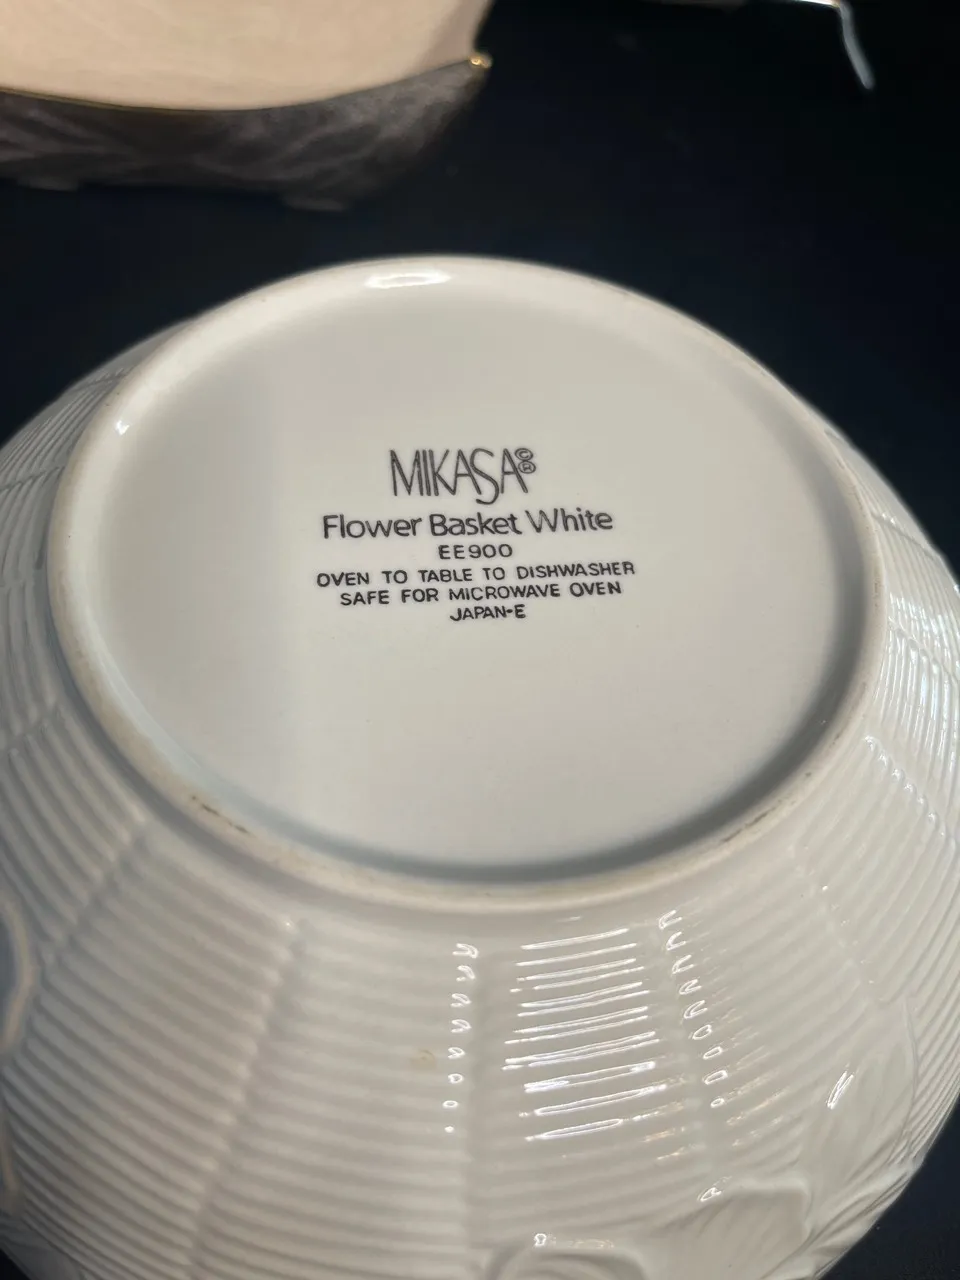 MIKASA©®
Flower Basket White
EE900
OVEN TO TABLE TO DISHWASHER
SAFE FOR MICROWAVE OVEN
JAPAN-E